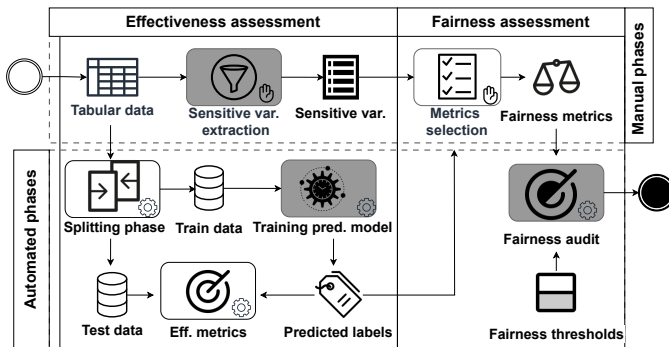 Effectiveness assessment
Fairness assessment
Manual phases
Tabular data
Sensitive var.
extraction
Sensitive var.
Metrics
selection
Fairness metrics
Automated phases
Splitting phase
Train data
Training pred. model
Fairness audit
Test data
Eff. metrics
Predicted labels
Fairness thresholds